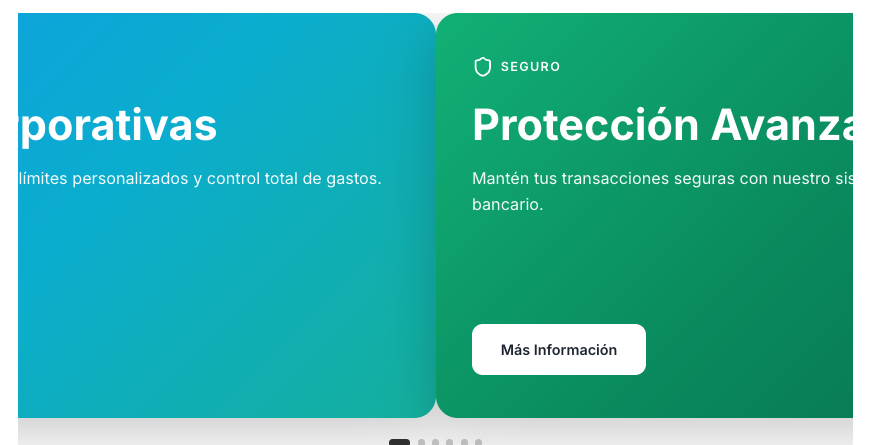 rporativas
límites personalizados y control total de gastos.
SEGURO
Protección Avanza
Mantén tus transacciones seguras con nuestro sis
bancario.
Más Información